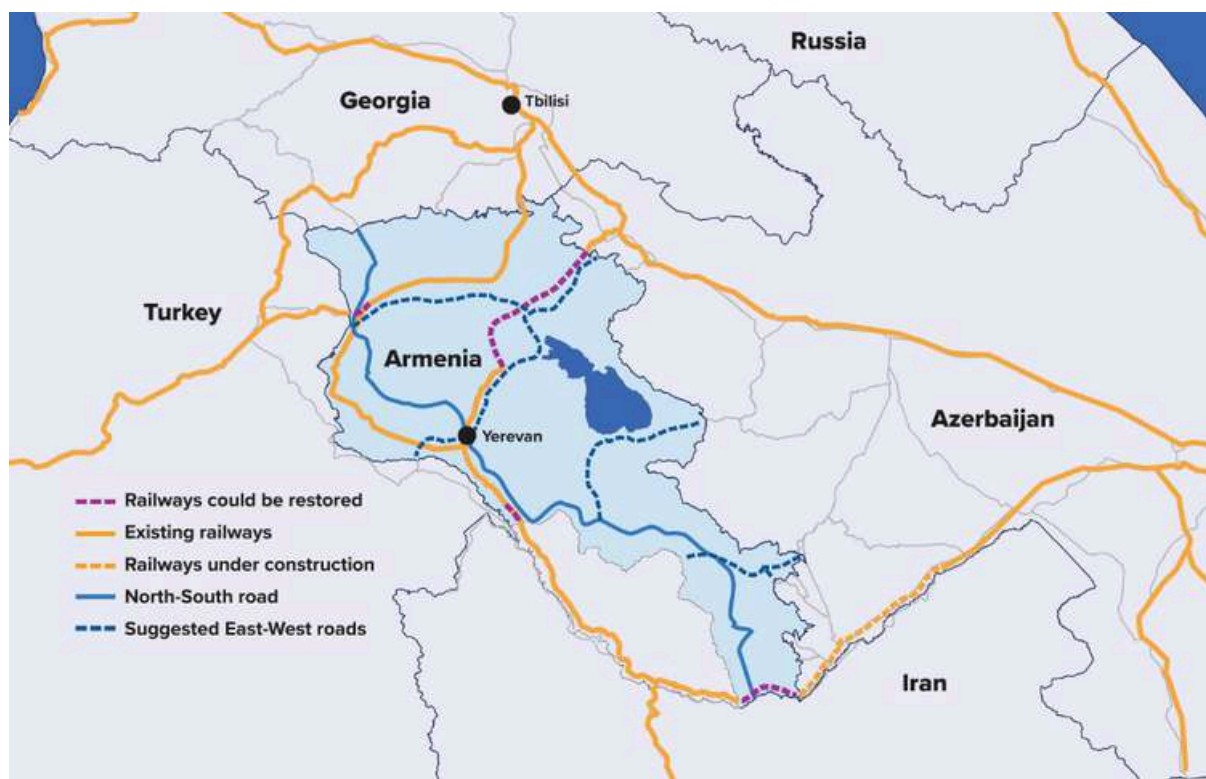 Russia
Georgia
Tbilisi
Turkey
Armenia
Azerbaijan
Yerevan
Railways could be restored
Existing railways
Railways under construction
North-South road
Suggested East-West roads
Iran